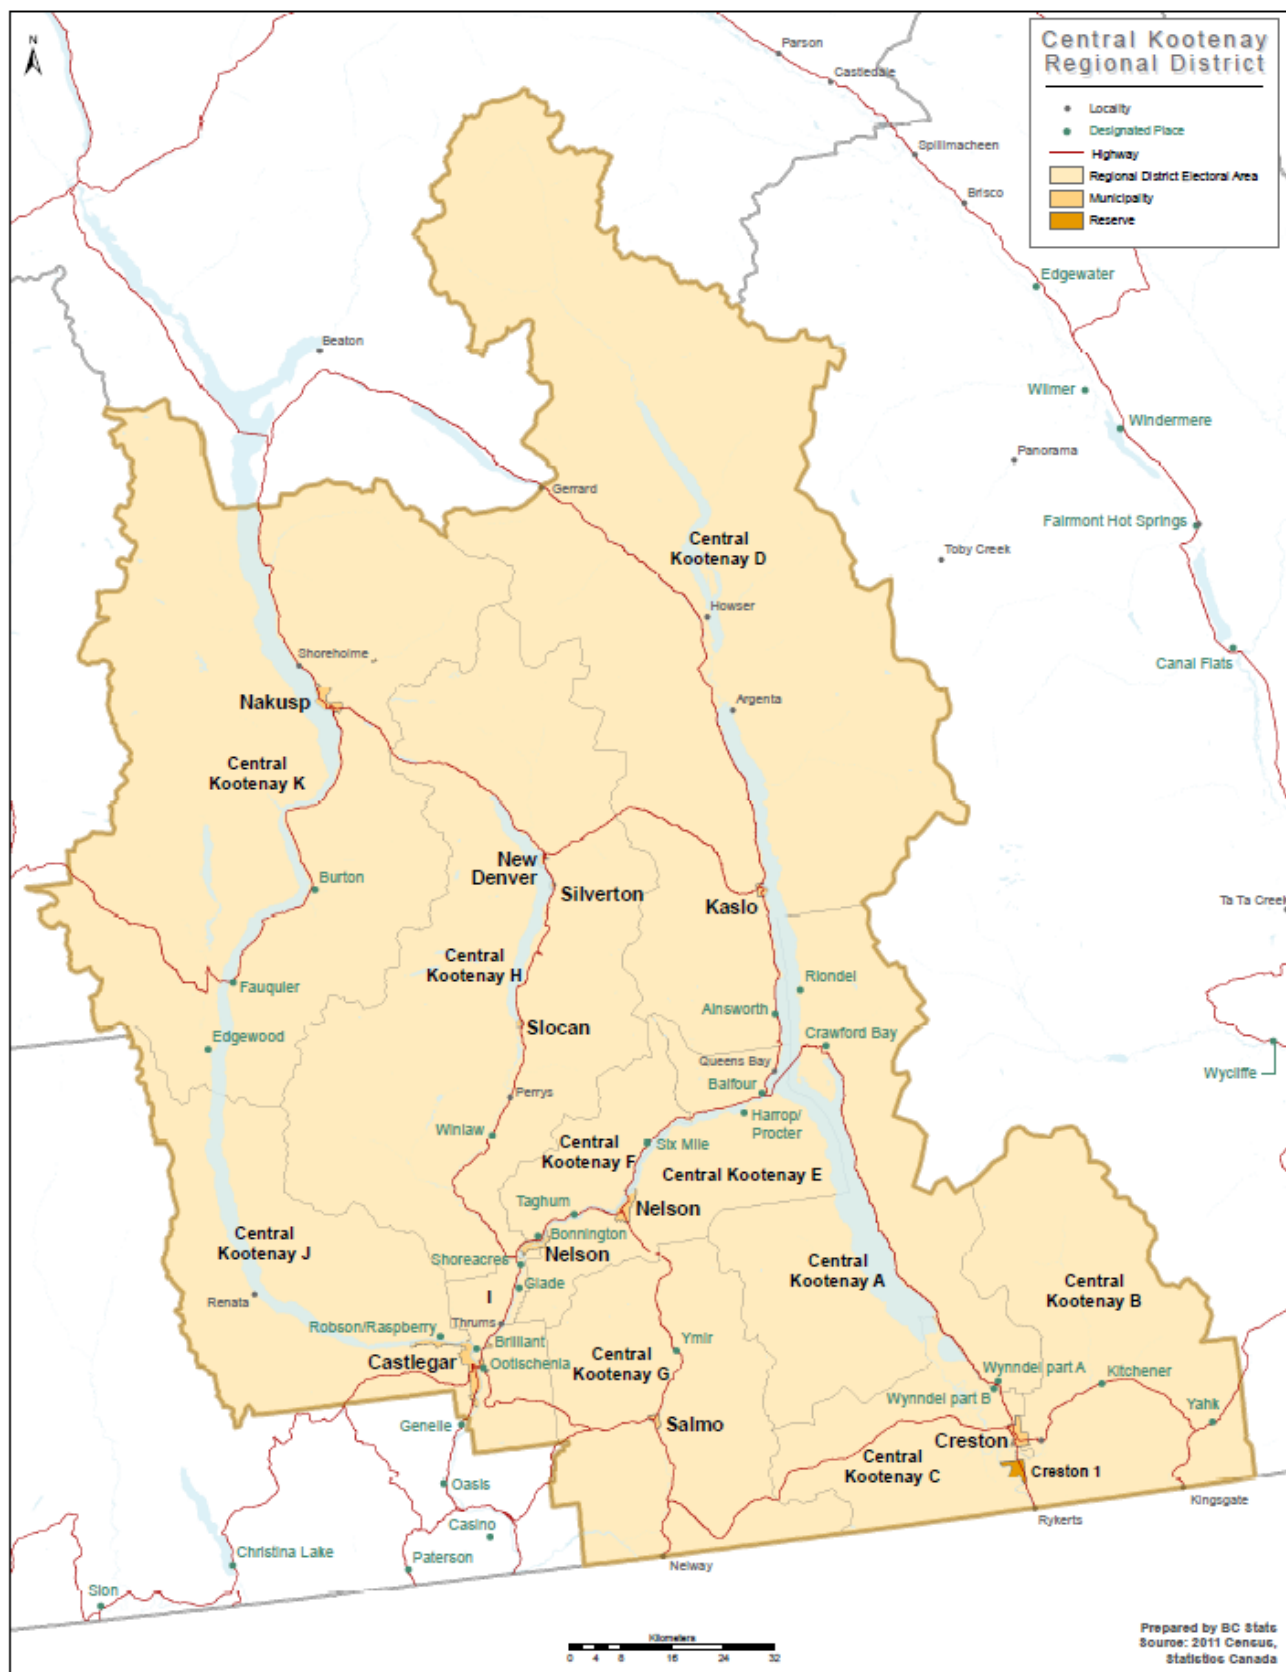 N
Central Kootenay
Regional District
Locality
Designated Place
Highway
Regional District Electoral Area
Municipality
Reserve
Parson
Castledale
Spillimacheen
Brisco
Edgewater
Beaton
Wilmer
Windermere
Panorama
Gerrard
Fairmont Hot Springs
Central
Kootenay D
Toby Creek
Howser
Shoreholme
Canal Flats
Nakusp
Argenta
Central
Kootenay K
New
Denver
Burton
Silverton
Kaslo
Ta Ta Creek
Central
Kootenay H
Fauquier
Riondel
Ainsworth
Slocan
Edgewood
Crawford Bay
Queens Bay
Wycliffe
Perrys
Balfour
Harrop/
Procter
Winlaw
Central
Kootenay F
Six Mile
Central Kootenay E
Taghum
Nelson
Bonnington
Central
Kootenay J
Nelson
Shoreacres
Central
Kootenay A
Glade
Central
Kootenay B
I
Renata
Thrums
Robson/Raspberry
Brilliant
Ymir
Castlegar
Ootischenia
Central
Kootenay G
Wynndel part A
Kitchener
Wynndel part B
Yahk
Genelle
Salmo
Creston
Central
Kootenay C
Creston 1
Oasis
Kingsgate
Rykerts
Casino
Christina Lake
Paterson
Nelway
Sion
Kilometers
0 4 8 16 24 32
Prepared by BC Stats
Source: 2011 Census,
Statistics Canada